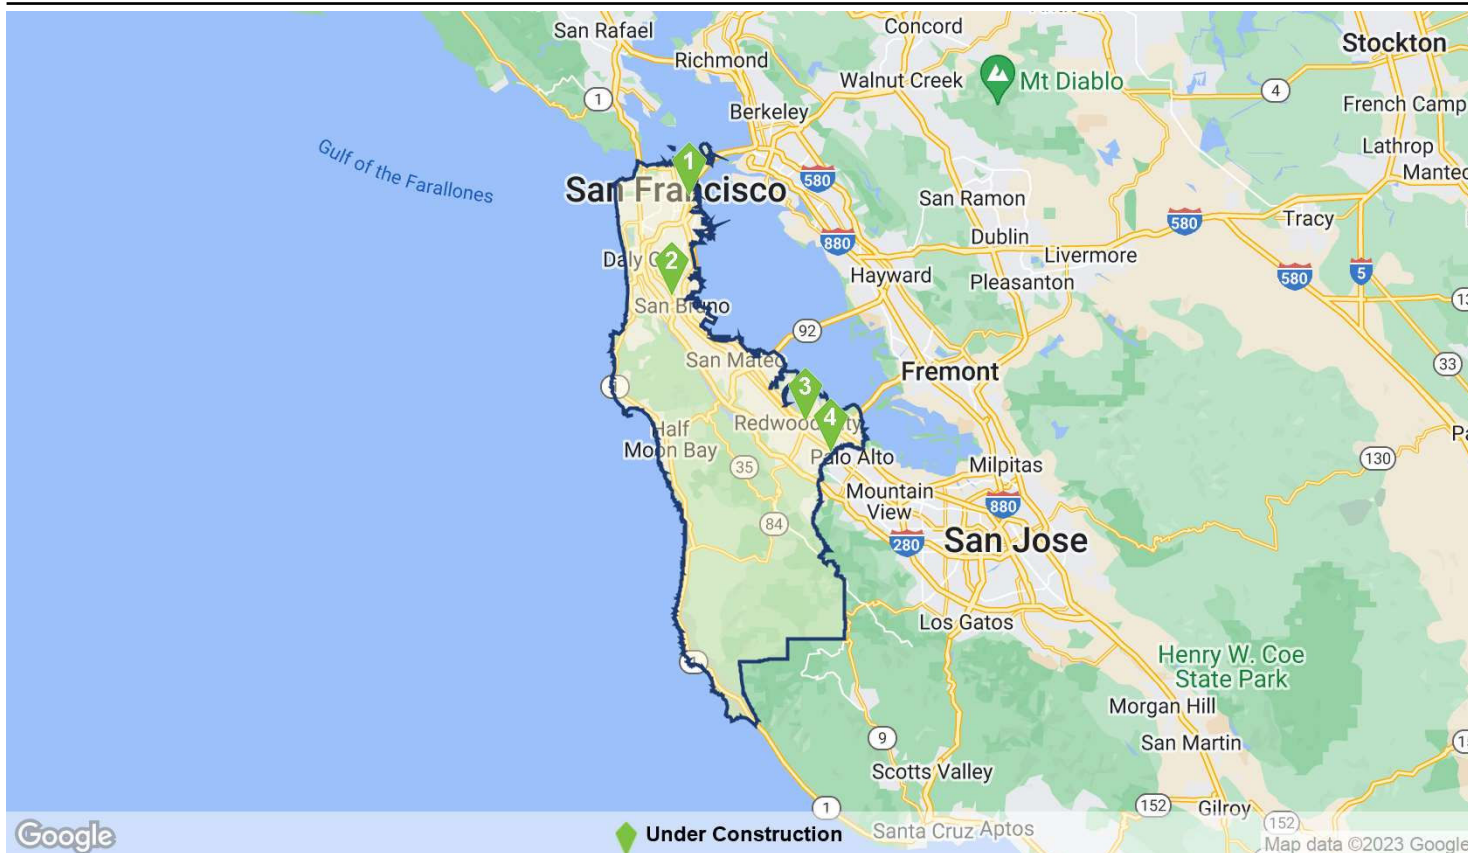 San Rafael
Concord
Stockton
Richmond
Walnut Creek
Mt Diablo
1
4
French Camp
Berkeley
Lathrop
Gulf of the Farallones
1
580
Manteca
San Francisco
San Ramon
Tracy
580
880
Dublin
Livermore
Daly
2
Hayward
Pleasanton
580
5
San Bruno
92
San Mateo
33
Fremont
3
4
Redwood City
Half
Moon Bay
35
Palo Alto
Milpitas
130
Mountain
View
880
84
280
San Jose
Los Gatos
Henry W. Coe
State Park
Morgan Hill
9
San Martin
Scotts Valley
1
152
Gilroy
152
Google
Under Construction
Santa Cruz
Aptos
Map data ©2023 Google